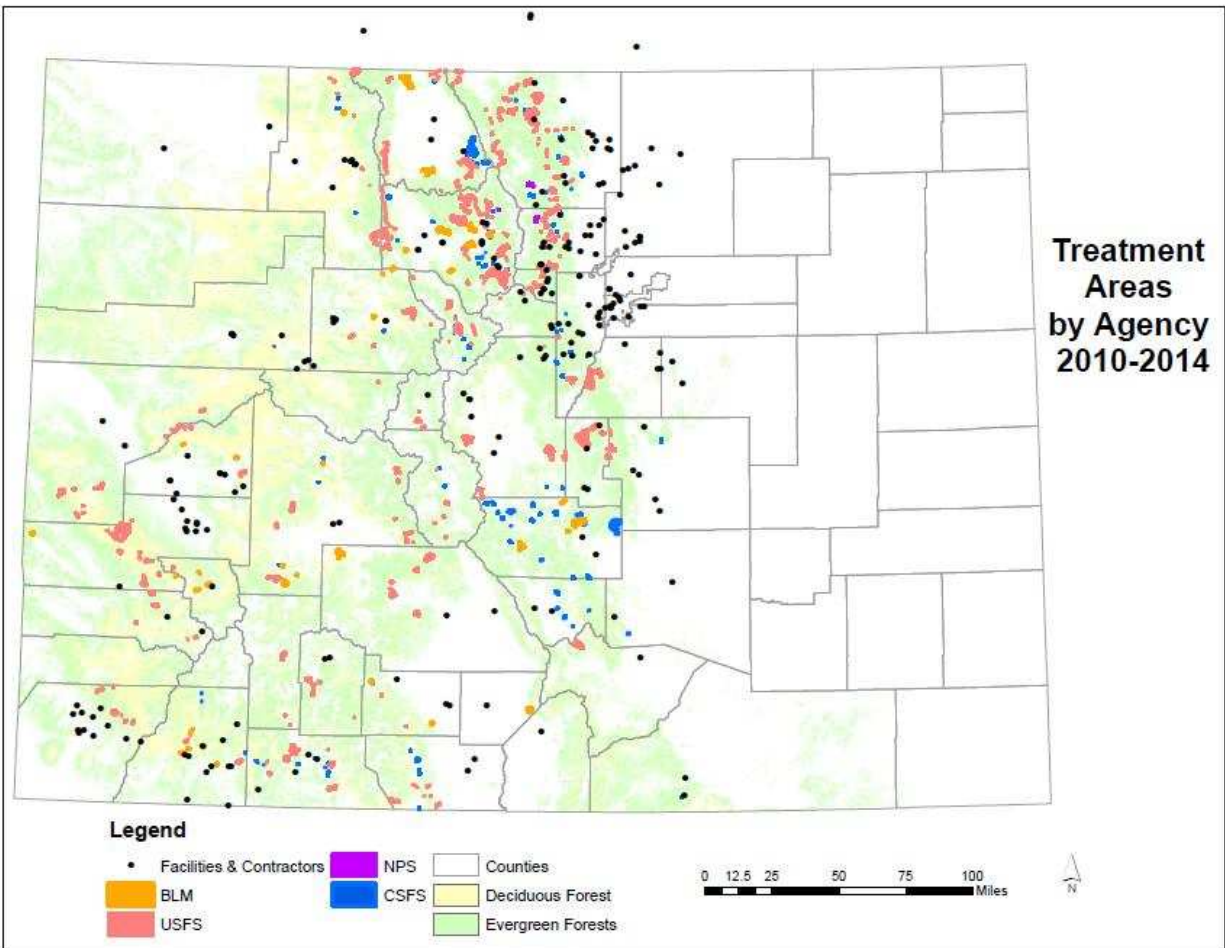 Treatment
Areas
by Agency
2010-2014
Legend
Facilities & Contractors
BLM
USFS
NPS
CSFS
Counties
Deciduous Forest
Evergreen Forests
0 12.5 25 50 75 100
Miles
N